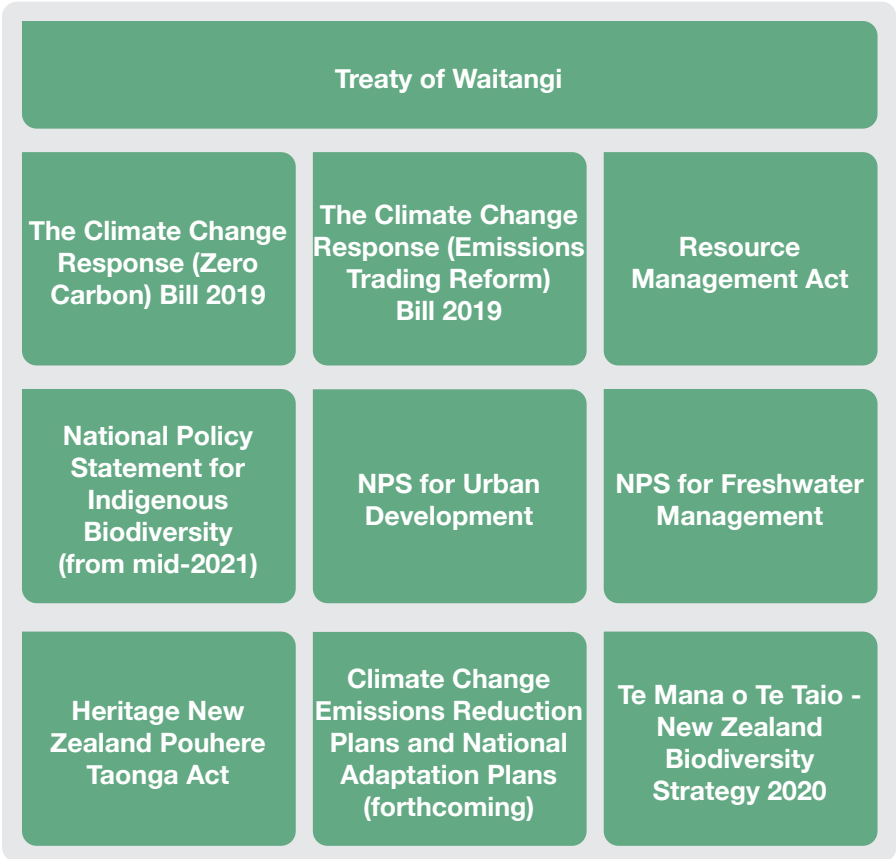 Treaty of Waitangi
The Climate Change
Response (Zero
Carbon) Bill 2019
The Climate Change
Response (Emissions
Trading Reform)
Bill 2019
Resource
Management Act
National Policy
Statement for
Indigenous
Biodiversity
(from mid-2021)
NPS for Urban
Development
NPS for Freshwater
Management
Heritage New
Zealand Pouhere
Taonga Act
Climate Change
Emissions Reduction
Plans and National
Adaptation Plans
(forthcoming)
Te Mana o Te Taio -
New Zealand
Biodiversity
Strategy 2020